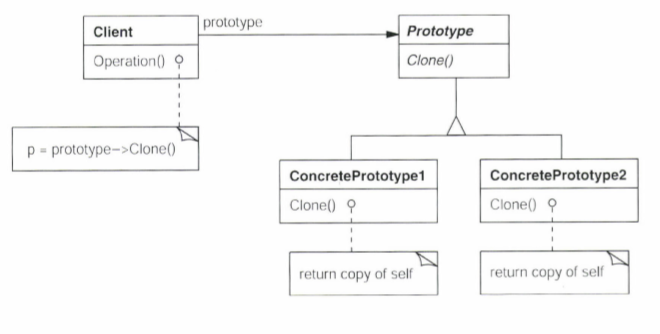 Client
prototype
Prototype
Operation()
Clone()
p = prototype->Clone()
ConcretePrototype1
ConcretePrototype2
Clone()
Clone()
return copy of self
return copy of self